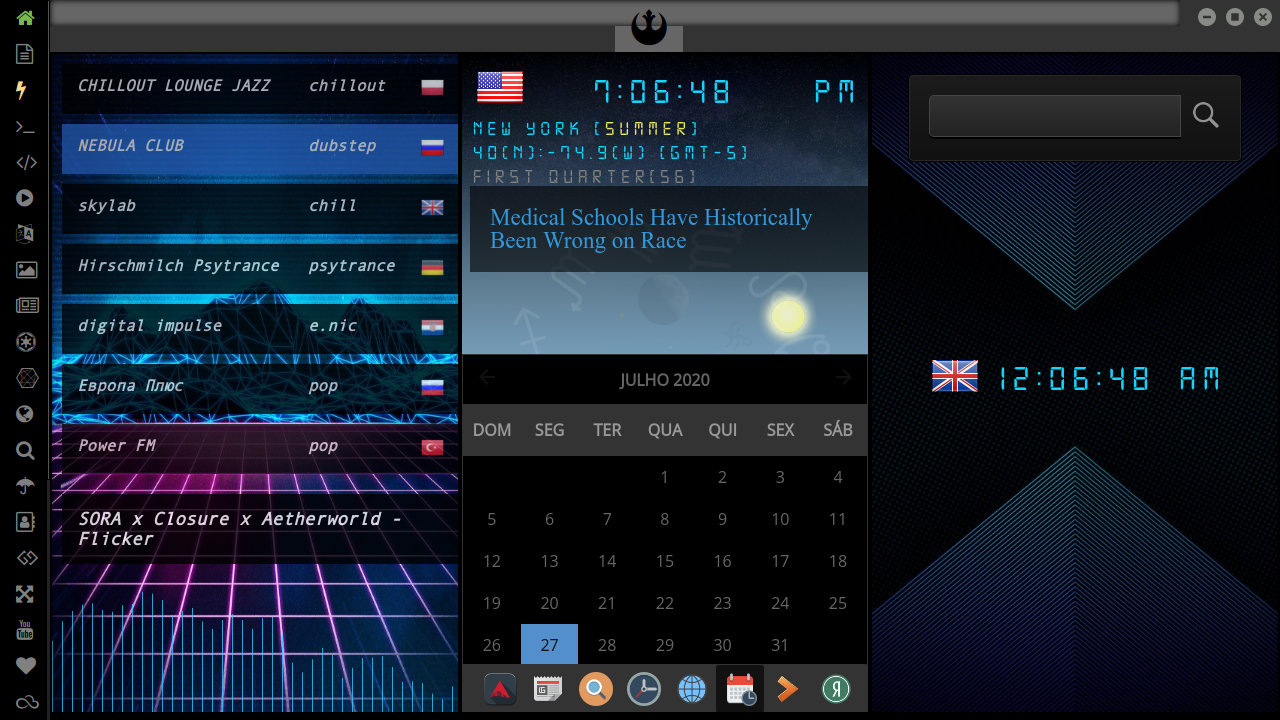 CHILLOUT LOUNGE JAZZ chillout
NEBULA CLUB dubstep
skylab chill
Hirschmilch Psytrance psytrance
digital impulse e.nic
Европа Плюс pop
Power FM pop
SORA x Closure x Aetherworld -
Flicker
7:06:48 PM
NEW YORK (SUMMER)
40(N):-74.9(W) (GMT-5)
FIRST QUARTER(56)
Medical Schools Have Historically
Been Wrong on Race
JULHO 2020
DOM SEG TER QUA QUI SEX SÁB
1 2 3 4
5 6 7 8 9 10 11
12 13 14 15 16 17 18
19 20 21 22 23 24 25
26 27 28 29 30 31
12:06:48 AM
You
Tube
Я